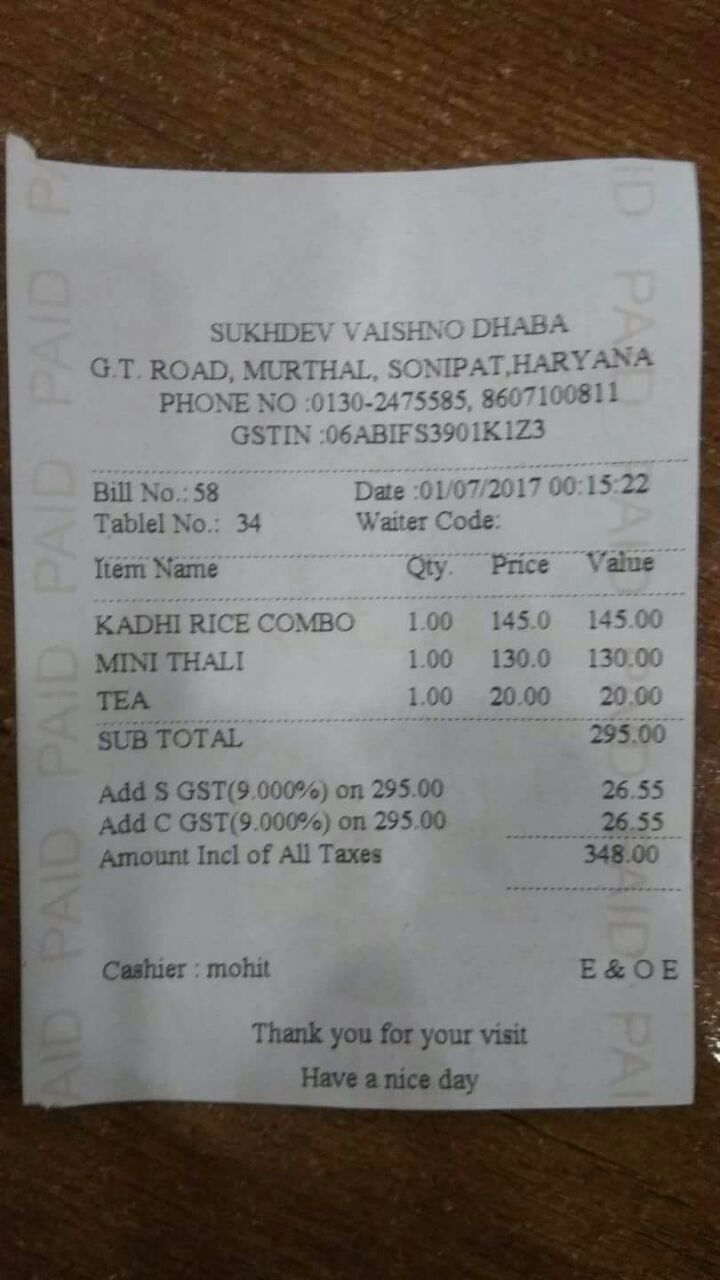 SUKHDEV VAISHNO DHABA
G.T. ROAD, MURTHAL, SONIPAT,HARYANA
PHONE NO :0130-2475585, 8607100811
GSTIN :06ABIFS3901K1Z3
Bill No.: 58 Date :01/07/2017 00:15:22
Tablel No.: 34 Waiter Code:
Item Name Qty. Price Value
KADHI RICE COMBO 1.00 145.0 145.00
MINI THALI 1.00 130.0 130.00
TEA 1.00 20.00 20.00
SUB TOTAL 295.00
Add S GST(9.000%) on 295.00 26.55
Add C GST(9.000%) on 295.00 26.55
Amount Incl of All Taxes 348.00
Cashier : mohit E & O E
Thank you for your visit
Have a nice day
PAID PAID PAID PAID
PAID PAID